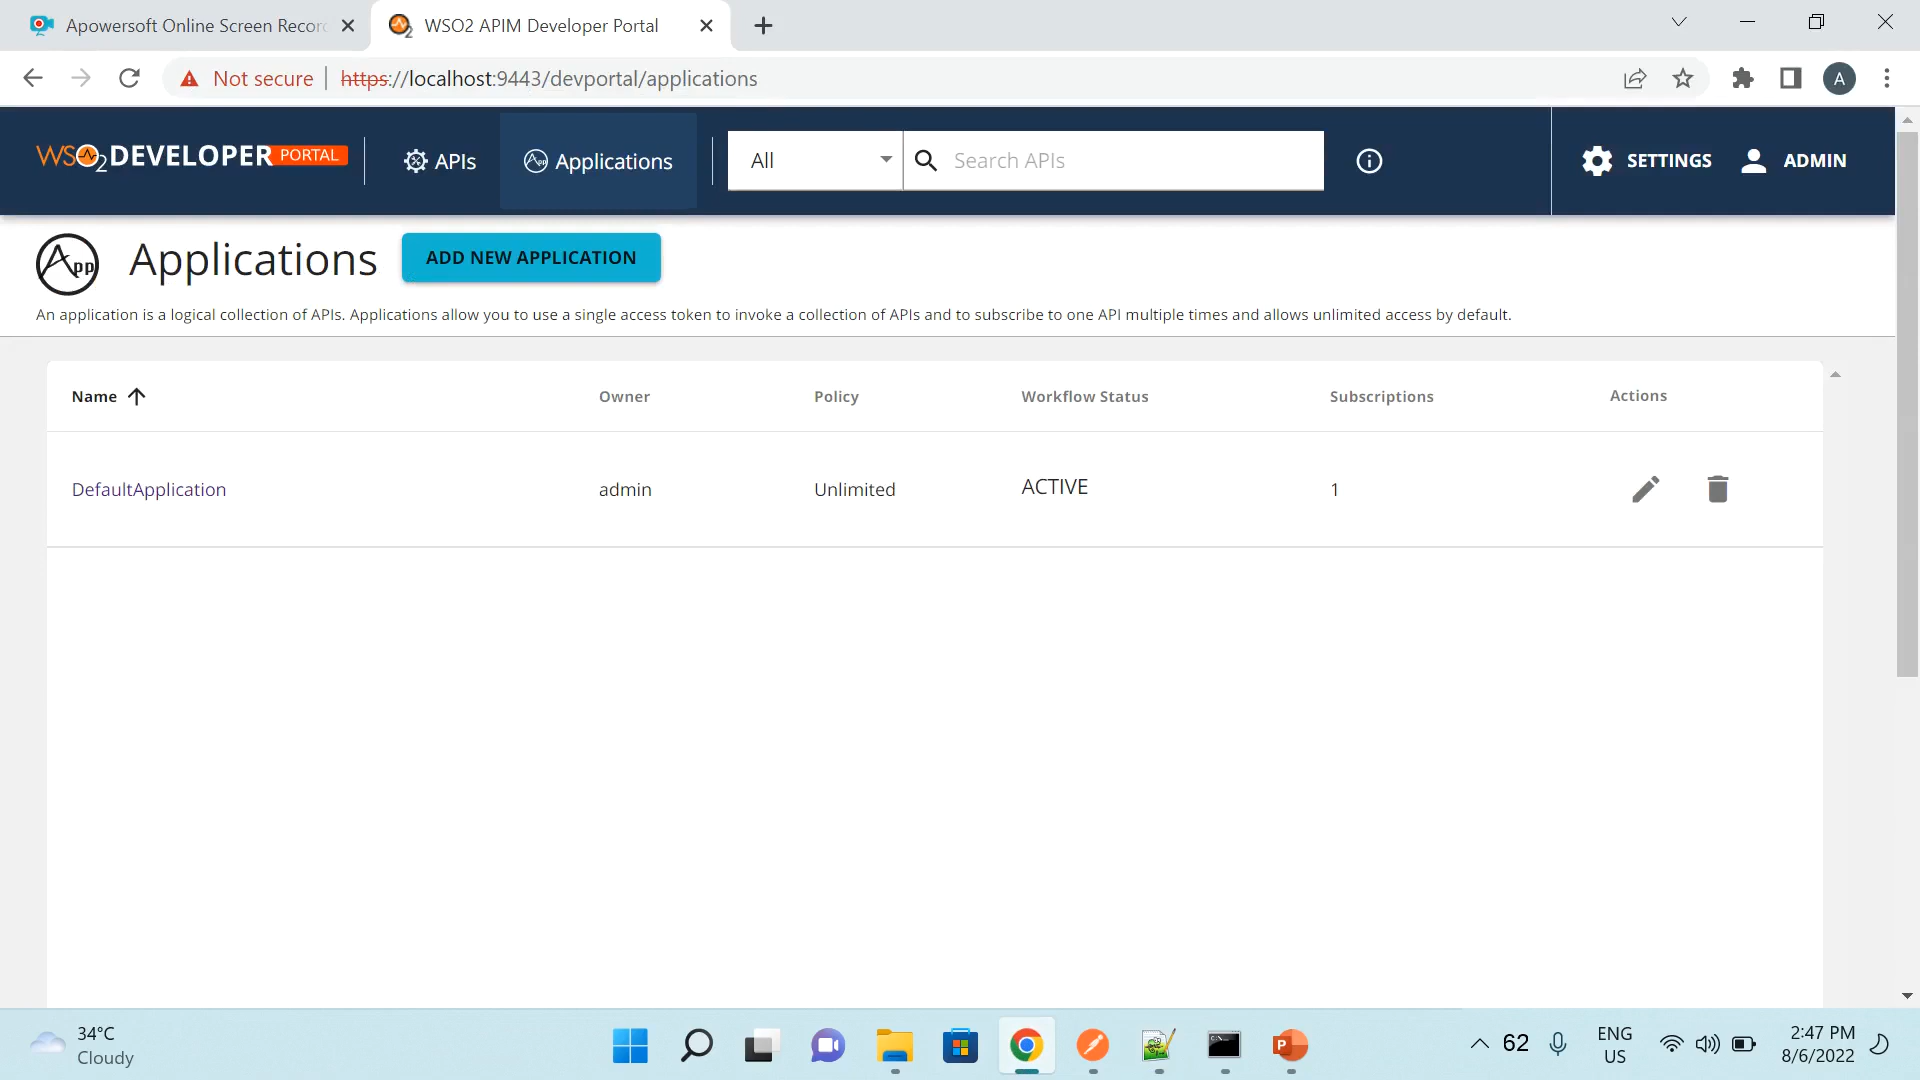 Apowersoft Online Screen Recor
WSO2 APIM Developer Portal
Not secure
https://localhost:9443/devportal/applications
A
WSO2 DEVELOPER PORTAL
APIs
App
Applications
All
Search APIs
SETTINGS
ADMIN
App
Applications
ADD NEW APPLICATION
An application is a logical collection of APIs. Applications allow you to use a single access token to invoke a collection of APIs and to subscribe to one API multiple times and allows unlimited access by default.
Name Owner Policy Workflow Status Subscriptions Actions
DefaultApplication admin Unlimited ACTIVE 1
34°C
Cloudy
P
62
ENG
US
2:47 PM
8/6/2022